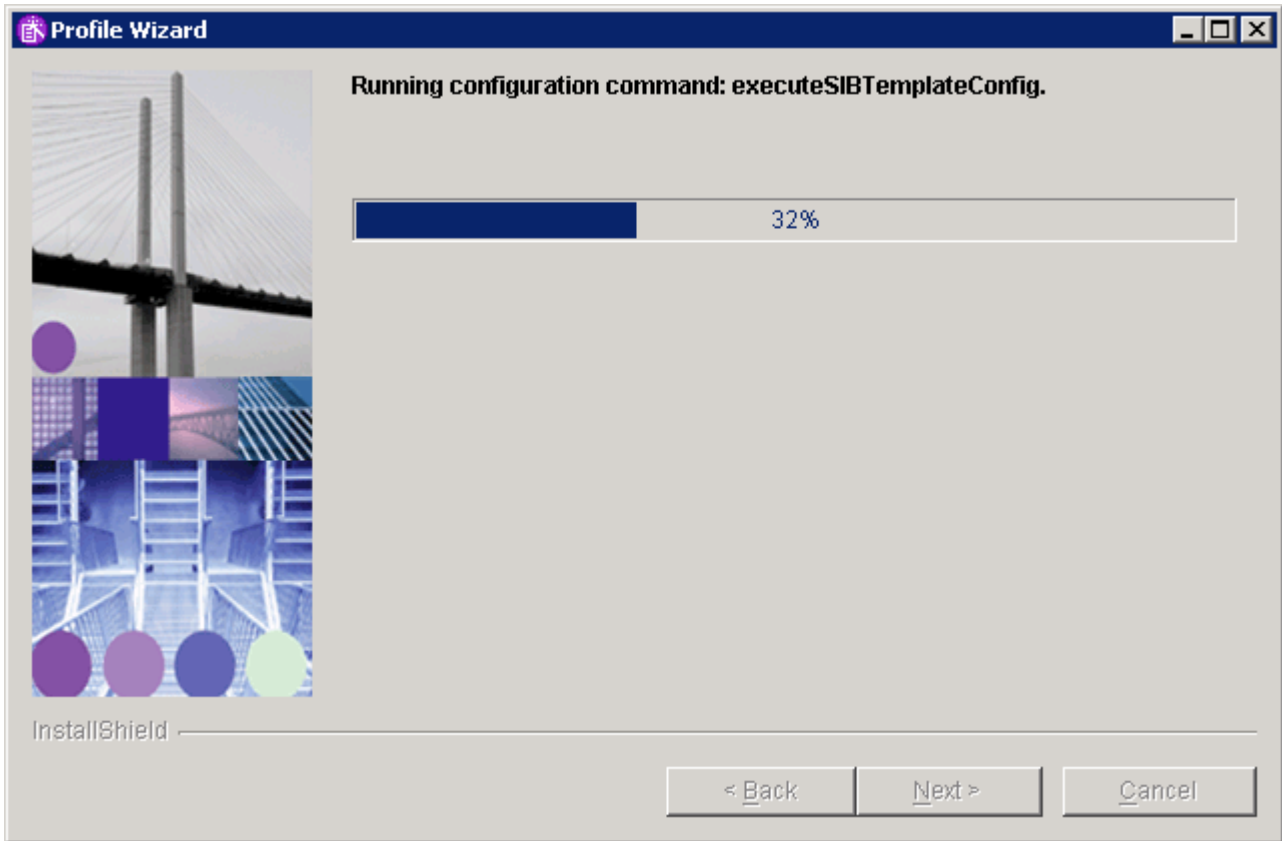 Profile Wizard
Running configuration command: executeSIBTemplateConfig.
32%
InstallShield
< Back
Next >
Cancel